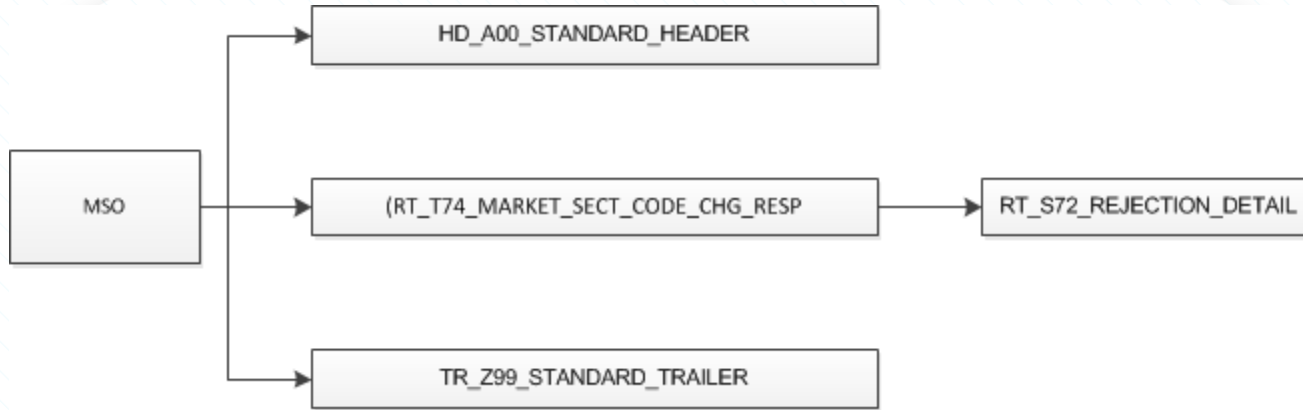 HD_A00_STANDARD_HEADER
MSO
(RT_T74_MARKET_SECT_CODE_CHG_RESP
RT_S72_REJECTION_DETAIL
TR_Z99_STANDARD_TRAILER